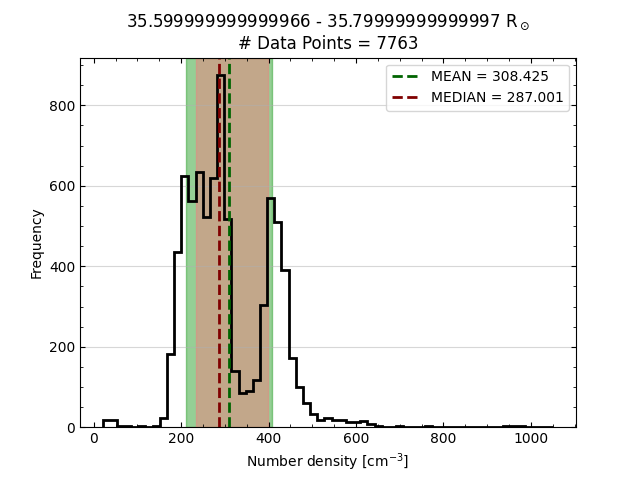 35.599999999999966 - 35.79999999999997 R⊙
# Data Points = 7763
MEAN = 308.425
MEDIAN = 287.001
800
600
400
200
0
Frequency
0 200 400 600 800 1000
Number density [cm⁻³]